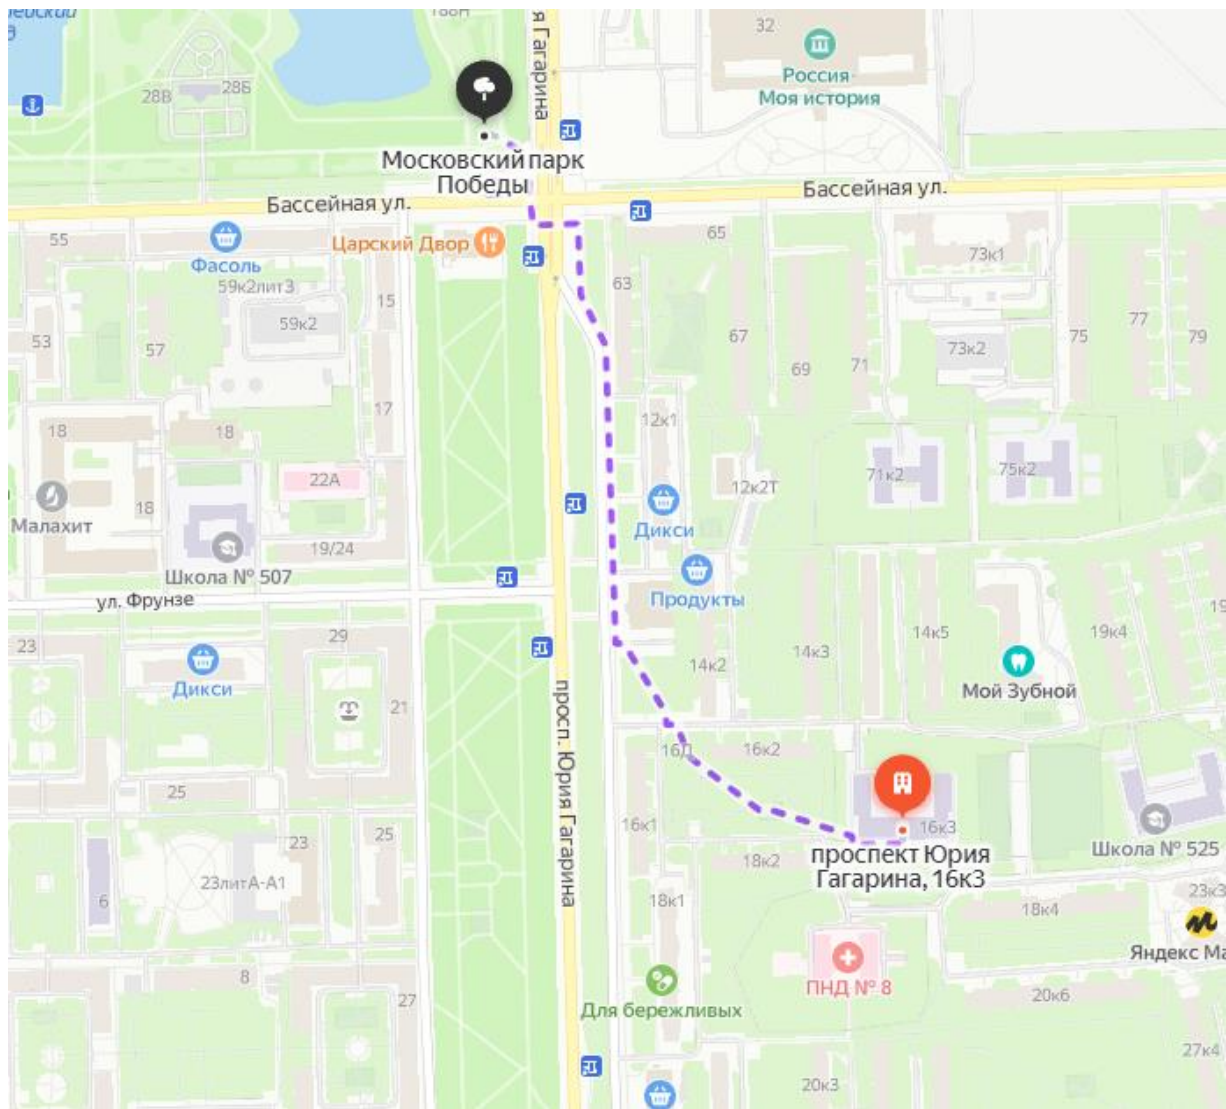 188Н
я Гагарина
32
Россия-
Моя история
28В
28Б
Московский парк
Победы
Бассейная ул.
Бассейная ул.
55
Фасоль
Царский Двор
65
73к1
59к2литЗ
63
15
59к2
53
57
67
69
71
73к2
75
77
79
17
12к1
18
18
22А
71к2
75к2
12к2Т
18
Малахит
Дикси
19/24
Школа № 507
ул. Фрунзе
Продукты
23
29
14к2
14к3
14к5
19к4
Дикси
21
Мой Зубной
просп. Юрия Гагарина
16Д
16к2
25
16к1
16к3
25
23
18к2
проспект Юрия
Гагарина, 16к3
Школа № 525
23литА-А1
6
18к1
18к4
23к3
Яндекс Ма
8
27
ПНД № 8
20к6
Для бережливых
27к4
20к3